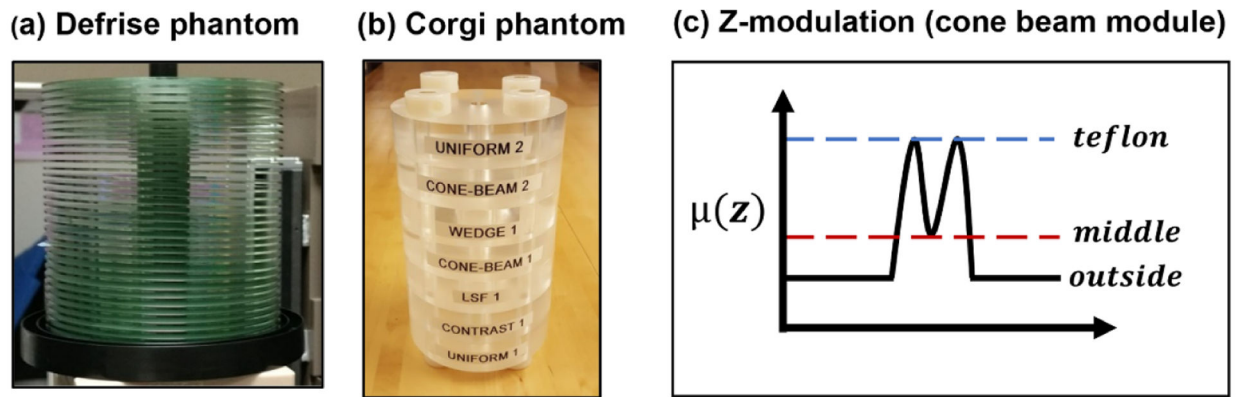 (a) Defrise phantom
(b) Corgi phantom
(c) Z-modulation (cone beam module)
UNIFORM 2
CONE-BEAM 2
WEDGE 1
CONE-BEAM 1
LSF 1
CONTRAST 1
UNIFORM 1
μ(z)
teflon
middle
outside